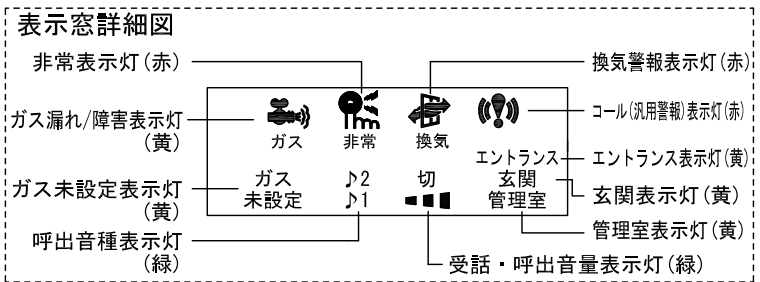 表示窓詳細図
非常表示灯(赤)
換気警報表示灯(赤)
ガス漏れ/障害表示灯
(黄)
コール(汎用警報)表示灯(赤)
ガス
非常
換気
エントランス
エントランス表示灯(黄)
ガス未設定表示灯
(黄)
ガス
未設定
♪2
♪1
切
玄関
管理室
玄関表示灯(黄)
管理室表示灯(黄)
呼出音種表示灯
(緑)
受話・呼出音量表示灯(緑)